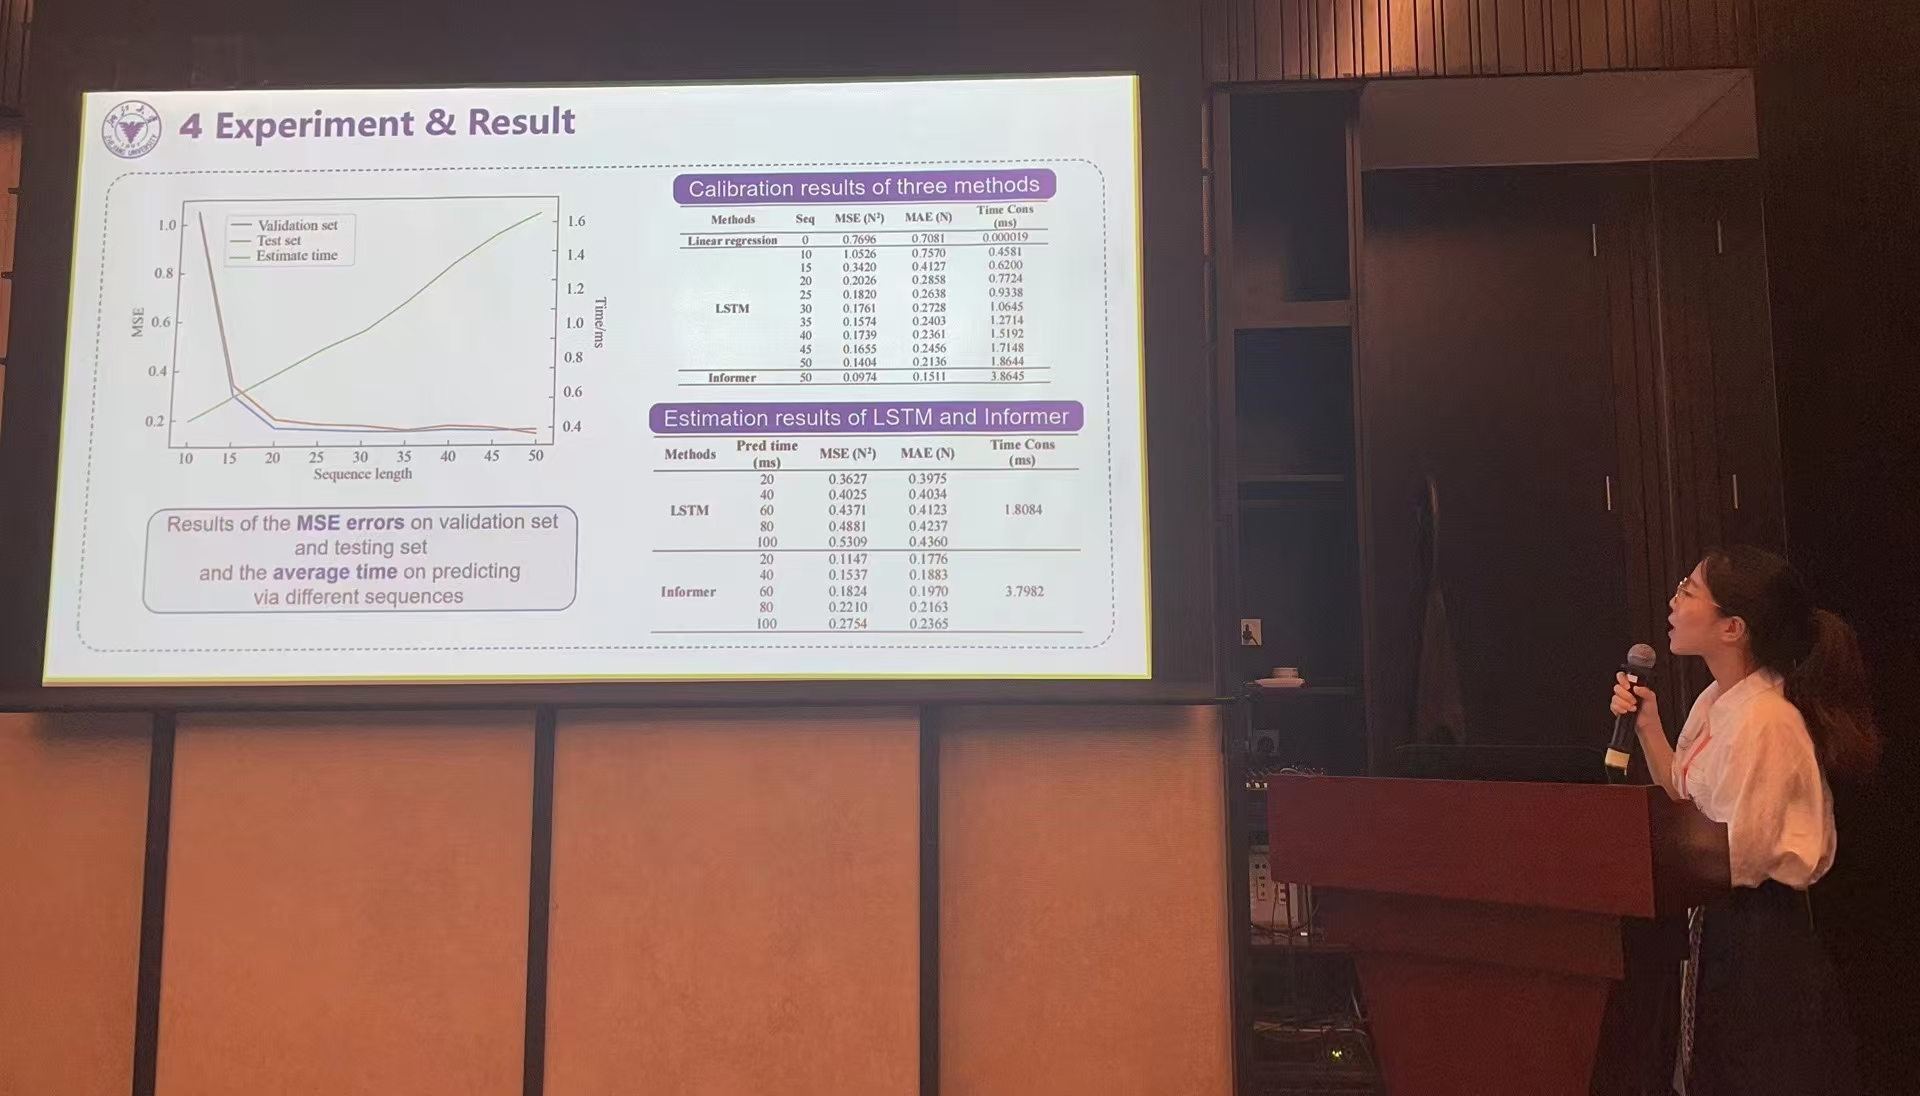 4 Experiment & Result
ZHEJIANG UNIVERSITY
Validation set
Test set
Estimate time
1.0
0.8
0.6
0.4
0.2
MSE
1.6
1.4
1.2
1.0
0.8
0.6
0.4
Time/ms
10 15 20 25 30 35 40 45 50
Sequence length
Results of the MSE errors on validation set
and testing set
and the average time on predicting
via different sequences
Calibration results of three methods
Methods Seq MSE (N²) MAE (N) Time Cons (ms)
Linear regression 0 0.7696 0.7081 0.000019
10 1.0526 0.7570 0.4581
15 0.3420 0.4127 0.6200
20 0.2026 0.2858 0.7724
25 0.1820 0.2638 0.9338
LSTM 30 0.1761 0.2728 1.0645
35 0.1574 0.2403 1.2714
40 0.1739 0.2361 1.5192
45 0.1655 0.2456 1.7148
50 0.1404 0.2136 1.8644
Informer 50 0.0974 0.1511 3.8645
Estimation results of LSTM and Informer
Methods Pred time (ms) MSE (N²) MAE (N) Time Cons (ms)
20 0.3627 0.3975
40 0.4025 0.4034
LSTM 60 0.4371 0.4123 1.8084
80 0.4881 0.4237
100 0.5309 0.4360
20 0.1147 0.1776
40 0.1537 0.1883
Informer 60 0.1824 0.1970 3.7982
80 0.2210 0.2163
100 0.2754 0.2365